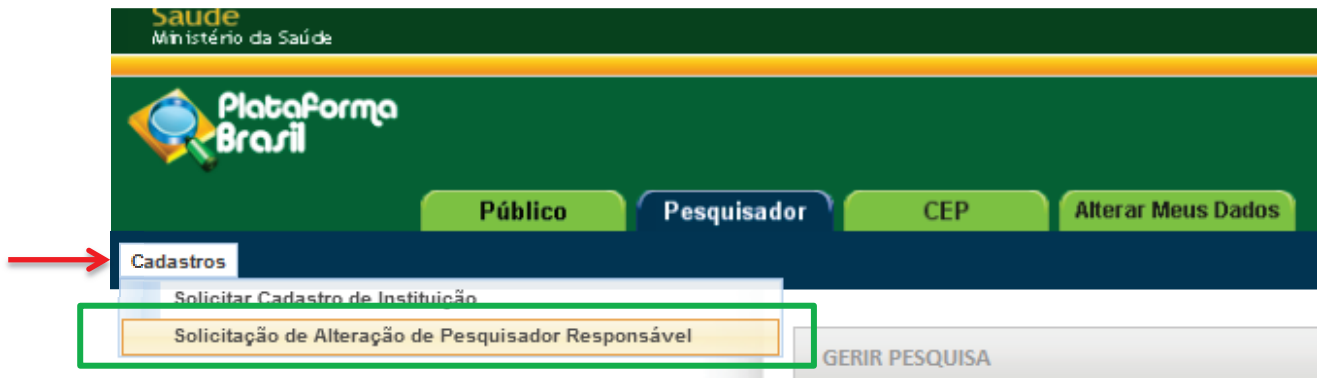 Saúde
Ministério da Saúde
Plataforma
Brasil
Público Pesquisador CEP Alterar Meus Dados
Cadastros
Solicitar Cadastro de Instituição
Solicitação de Alteração de Pesquisador Responsável
GERIR PESQUISA